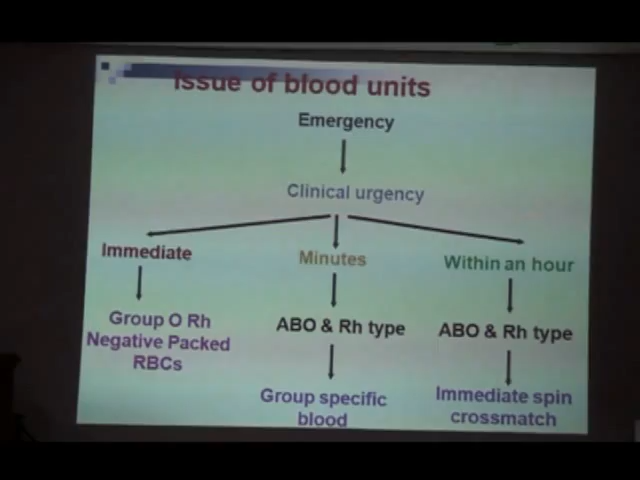 Issue of blood units
Emergency
Clinical urgency
Immediate
Minutes
Within an hour
Group O Rh
Negative Packed
RBCs
ABO & Rh type
Group specific
blood
ABO & Rh type
Immediate spin
crossmatch